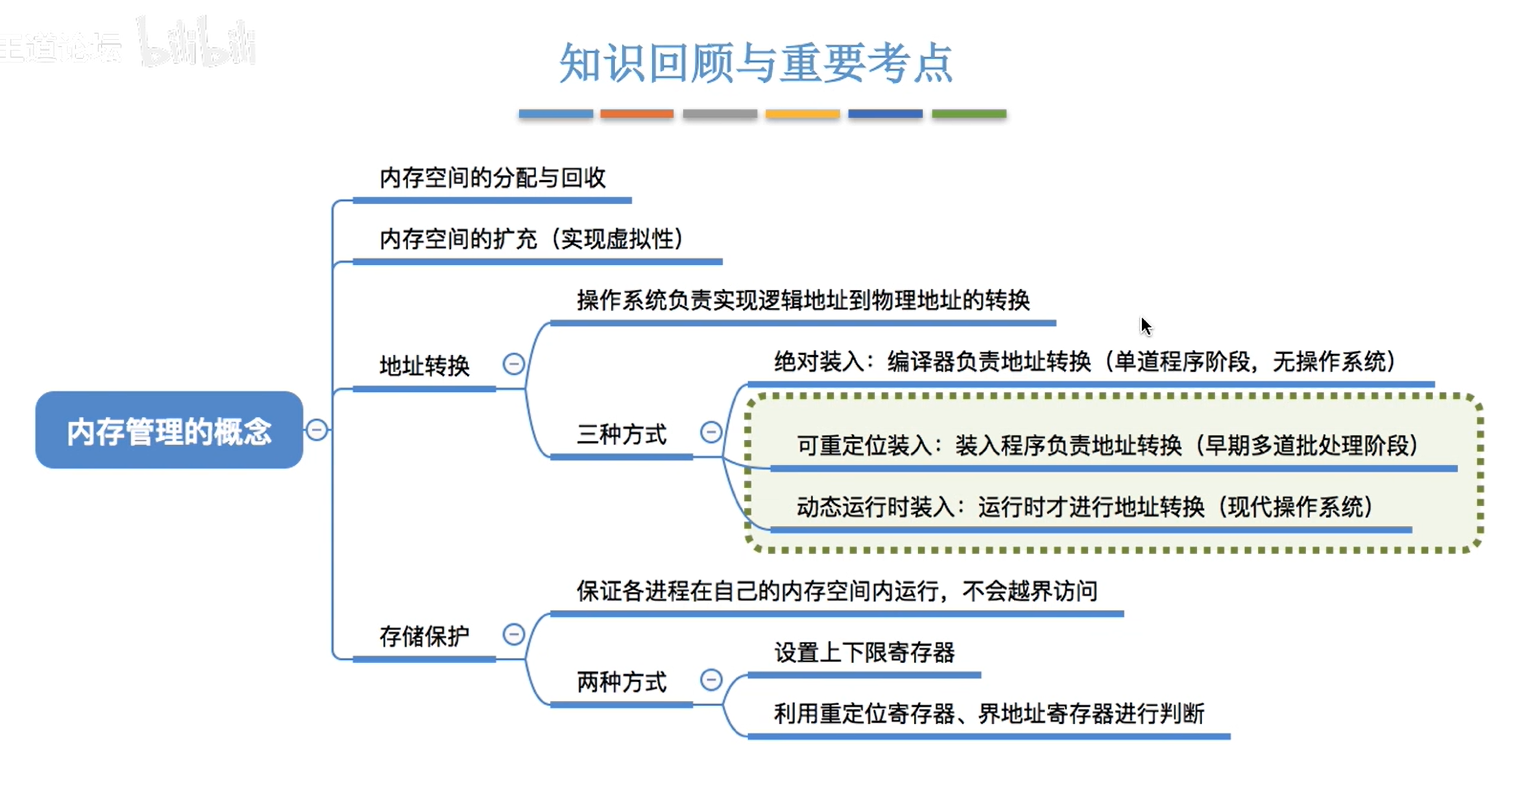 王道论坛 bilibili
知识回顾与重要考点
内存空间的分配与回收
内存空间的扩充（实现虚拟性）
操作系统负责实现逻辑地址到物理地址的转换
地址转换
绝对装入：编译器负责地址转换（单道程序阶段，无操作系统）
三种方式
可重定位装入：装入程序负责地址转换（早期多道批处理阶段）
动态运行时装入：运行时才进行地址转换（现代操作系统）
内存管理的概念
保证各进程在自己的内存空间内运行，不会越界访问
存储保护
设置上下限寄存器
两种方式
利用重定位寄存器、界地址寄存器进行判断